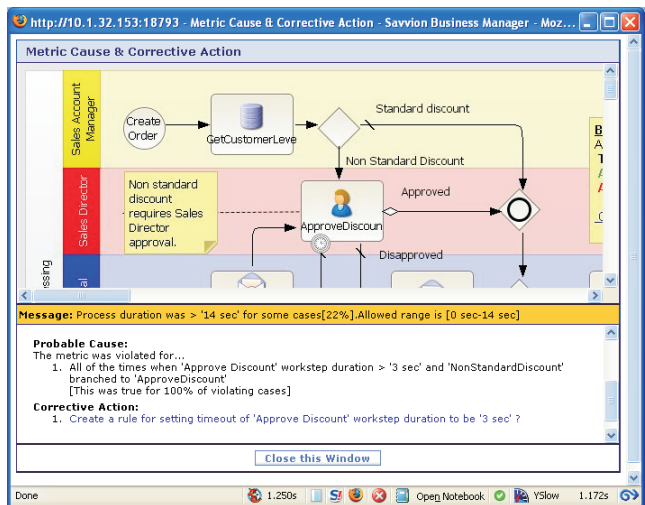 http://10.1.32.153:18793 - Metric Cause & Corrective Action - Savvion Business Manager - Moz...
Metric Cause & Corrective Action
Sales Account
Manager
Create
Order
GetCustomerLeve
Standard discount
Non Standard Discount
B
A
T
A
A
Sales Director
Non standard
discount
requires Sales
Director
approval.
ApproveDiscoun
Approved
Disapproved
ssing
al
Message: Process duration was > '14 sec' for some cases[22%].Allowed range is [0 sec-14 sec]
Probable Cause:
The metric was violated for...
1. All of the times when 'Approve Discount' workstep duration > '3 sec' and 'NonStandardDiscount'
branched to 'ApproveDiscount'
[This was true for 100% of violating cases]
Corrective Action:
1. Create a rule for setting timeout of 'Approve Discount' workstep duration to be '3 sec' ?
Close this Window
Done
1.250s
S!
Open Notebook
YSlow
1.172s